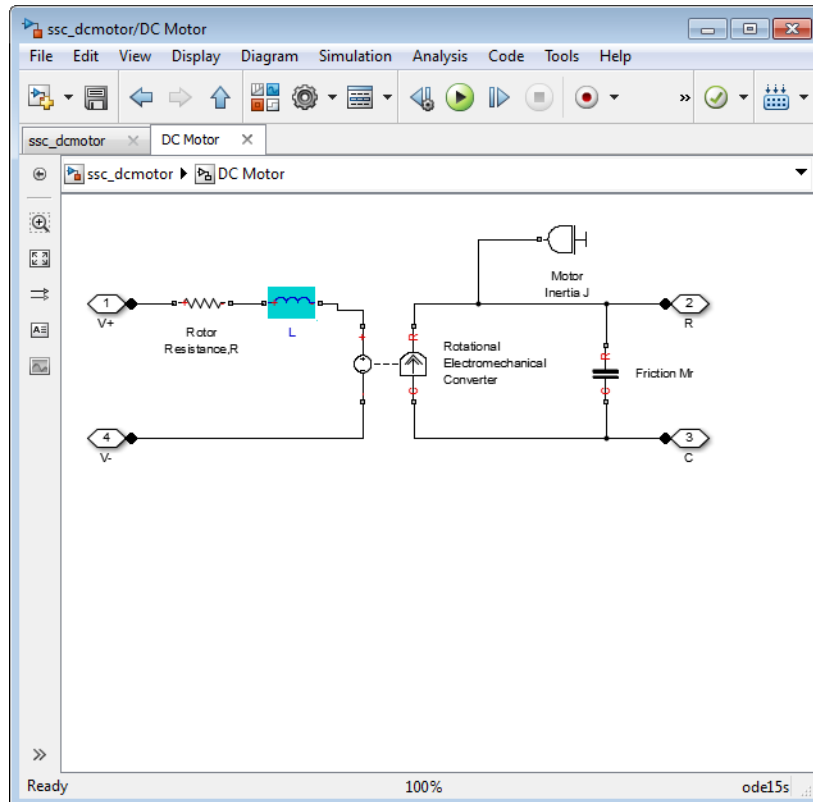 ssc_dcmotor/DC Motor
File Edit View Display Diagram Simulation Analysis Code Tools Help
»
ssc_dcmotor × DC Motor ×
ssc_dcmotor ▶ DC Motor
Motor
Inertia J
1
V+
Rotor
Resistance,R
L
+
R
Rotational
Electromechanical
Converter
C
2
R
R
Friction Mr
C
4
V-
3
C
»
Ready 100% ode15s